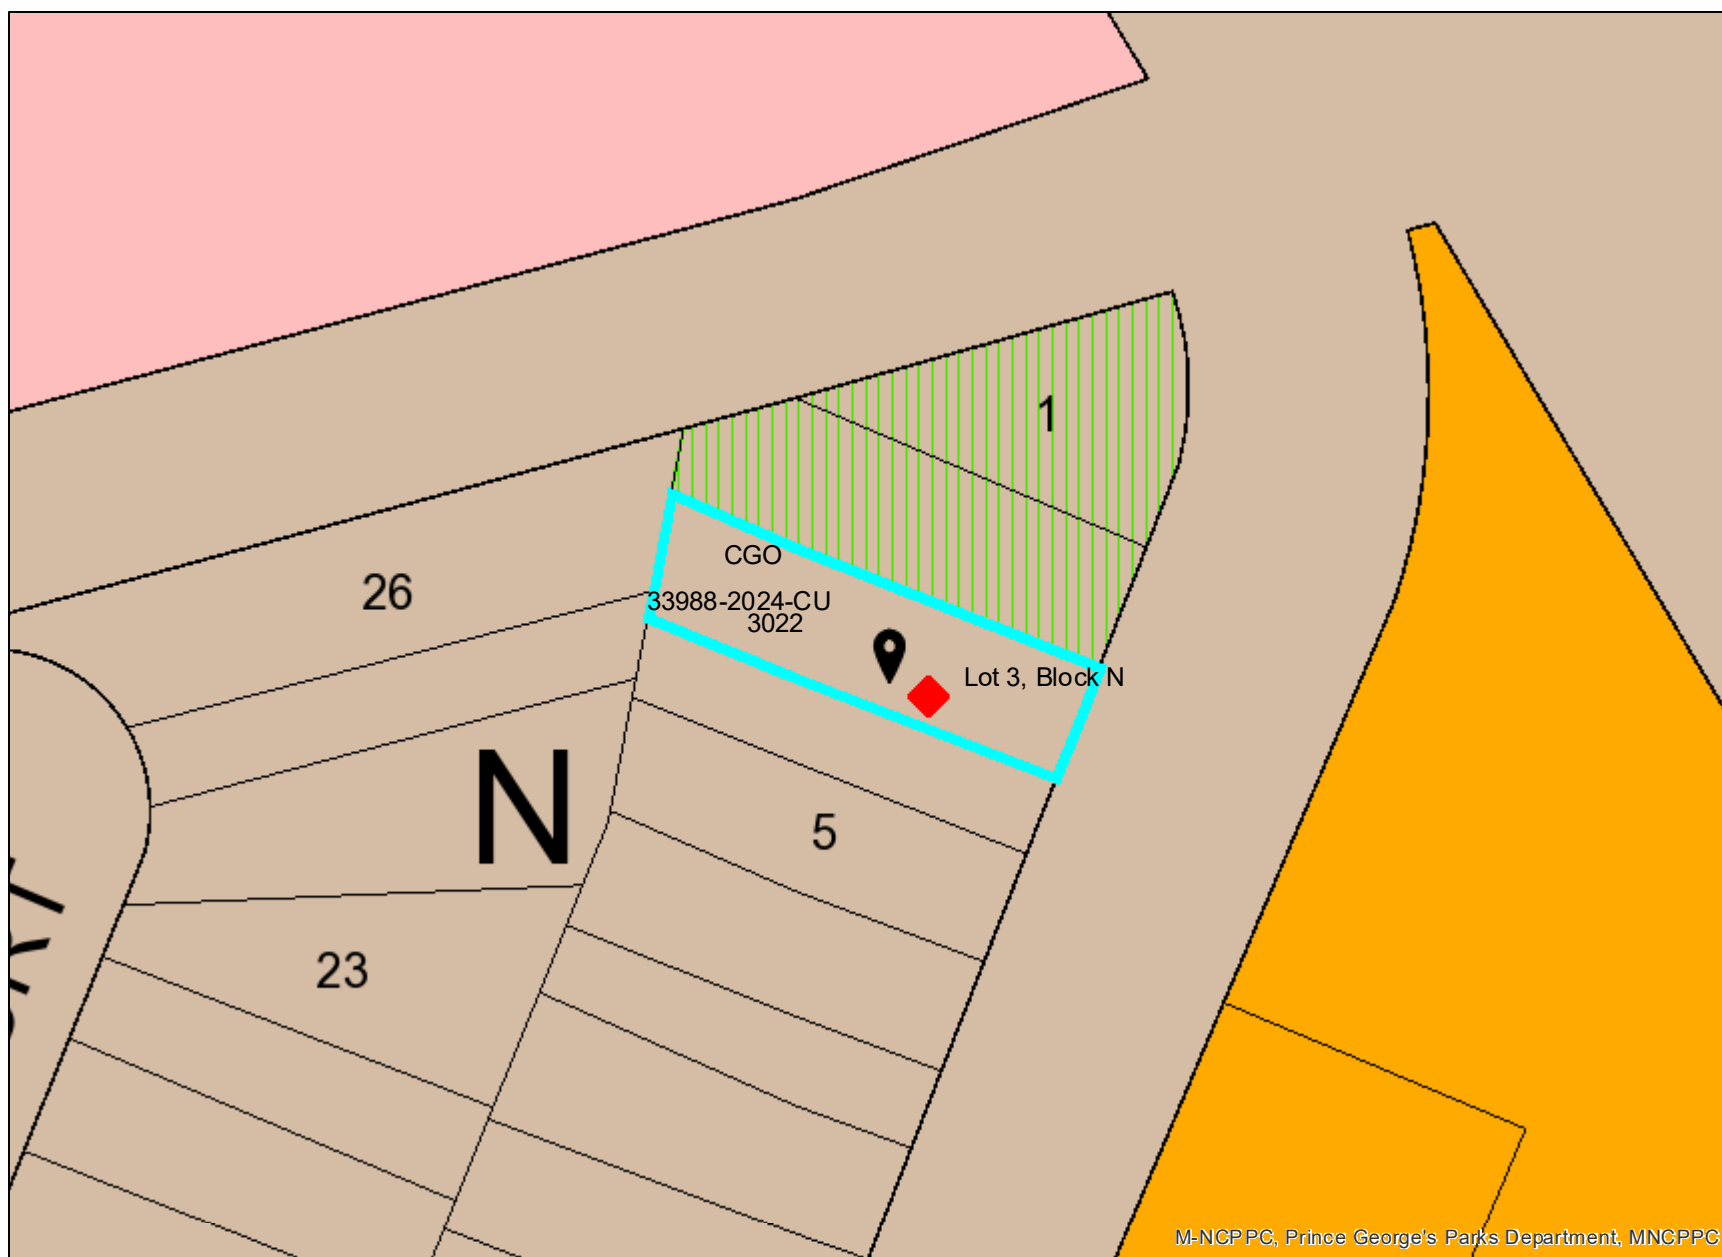 1
CGO
26
33988-2024-CU
3022
Lot 3, Block N
N
5
23
M-NCPPC, Prince George's Parks Department, MNCPPC